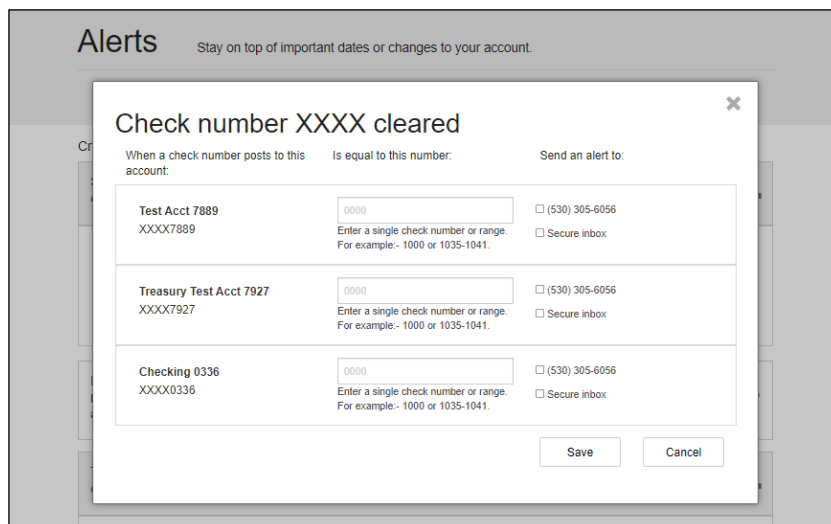 Alerts
Stay on top of important dates or changes to your account.
Check number XXXX cleared
Cr
When a check number posts to this
account:
Is equal to this number:
Send an alert to:
Test Acct 7889
XXXX7889
0000
Enter a single check number or range.
For example:- 1000 or 1035-1041.
(530) 305-6056
Secure inbox
Treasury Test Acct 7927
XXXX7927
0000
Enter a single check number or range.
For example:- 1000 or 1035-1041.
(530) 305-6056
Secure inbox
Checking 0336
XXXX0336
0000
Enter a single check number or range.
For example:- 1000 or 1035-1041.
(530) 305-6056
Secure inbox
Save
Cancel